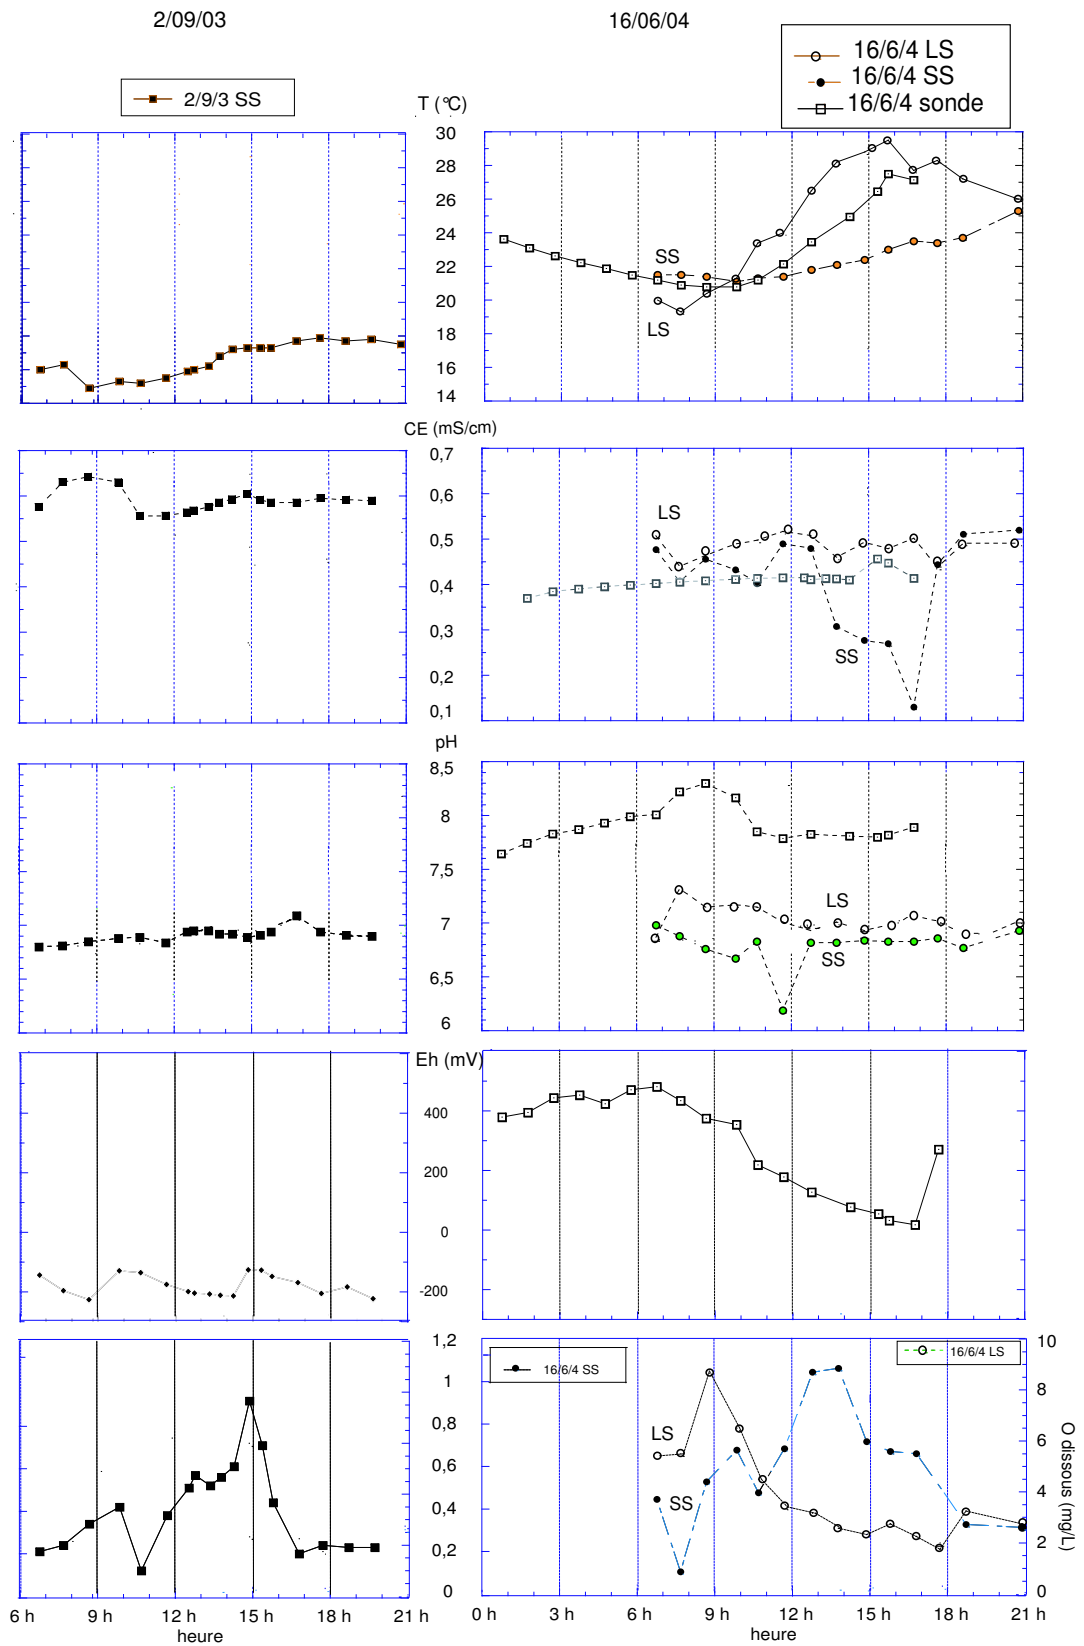 2/09/03
16/06/04
16/6/4 LS
16/6/4 SS
16/6/4 sonde
2/9/3 SS
T (°C)
30
28
26
24
22
20
18
16
14
SS
LS
CE (mS/cm)
0,7
0,6
0,5
0,4
0,3
0,2
0,1
LS
SS
pH
8,5
8
7,5
7
6,5
6
LS
SS
Eh (mV)
400
200
0
-200
1,2
1
0,8
0,6
0,4
0,2
0
16/6/4 SS
16/6/4 LS
LS
SS
10
8
6
4
2
0
O dissous (mg/L)
6 h 9 h 12 h 15 h 18 h 21 h
heure
0 h 3 h 6 h 9 h 12 h 15 h 18 h 21 h
heure